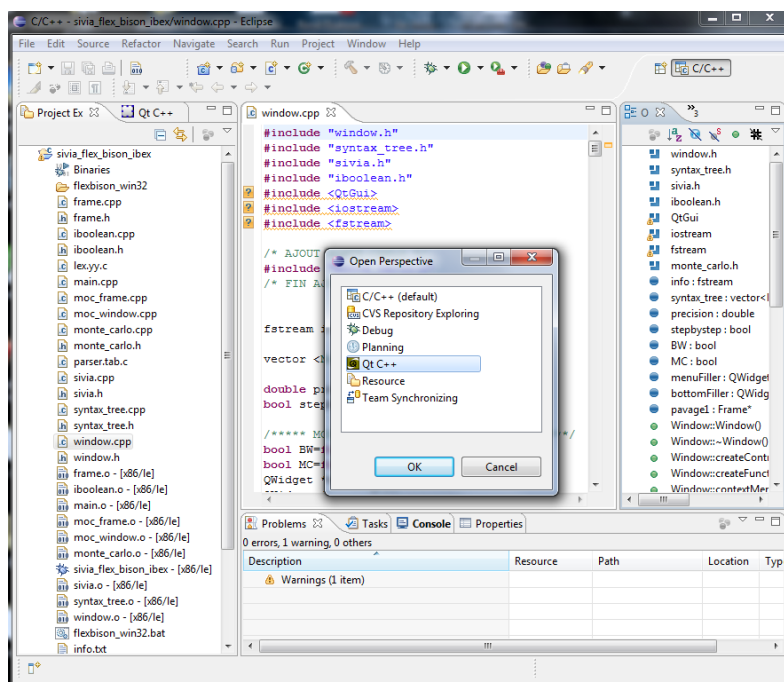 C/C++ - sivia_flex_bison_ibex/window.cpp - Eclipse
File Edit Source Refactor Navigate Search Run Project Window Help
C/C++
Project Ex
Qt C++
sivia_flex_bison_ibex
Binaries
flexbison_win32
frame.cpp
frame.h
iboolean.cpp
iboolean.h
lex.yy.c
main.cpp
moc_frame.cpp
moc_window.cpp
monte_carlo.cpp
monte_carlo.h
parser.tab.c
sivia.cpp
sivia.h
syntax_tree.cpp
syntax_tree.h
window.cpp
window.h
frame.o - [x86/le]
iboolean.o - [x86/le]
main.o - [x86/le]
moc_frame.o - [x86/le]
moc_window.o - [x86/le]
monte_carlo.o - [x86/le]
sivia_flex_bison_ibex - [x86/le]
sivia.o - [x86/le]
syntax_tree.o - [x86/le]
window.o - [x86/le]
flexbison_win32.bat
info.txt
window.cpp
#include "window.h"
#include "syntax_tree.h"
#include "sivia.h"
#include "iboolean.h"
#include <QtGui>
#include <iostream>
#include <fstream>
/* AJOUT
#include
/* FIN A
fstream
vector <
double p
bool step
/***** M
*/
bool BW=
bool MC=
QWidget
Open Perspective
C/C++ (default)
CVS Repository Exploring
Debug
Planning
Qt C++
Resource
Team Synchronizing
OK
Cancel
O
3
window.h
syntax_tree.h
sivia.h
iboolean.h
QtGui
iostream
fstream
monte_carlo.h
info : fstream
syntax_tree : vector<
precision : double
stepbystep : bool
BW : bool
MC : bool
menuFiller : QWidget
bottomFiller : QWidg
pavage1 : Frame*
Window::Window()
Window::~Window()
Window::createCont
Window::createFunct
Window::contextMer
Problems
Tasks
Console
Properties
0 errors, 1 warning, 0 others
Description Resource Path Location Typ
Warnings (1 item)